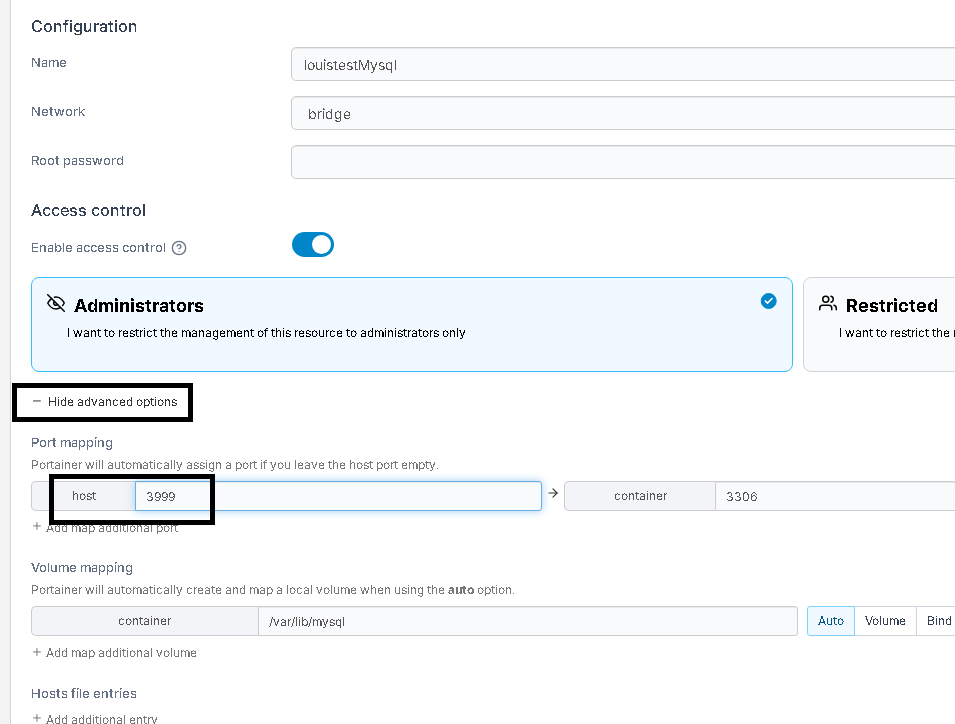 Configuration
Name louistestMysql
Network bridge
Root password
Access control
Enable access control ?
Administrators
I want to restrict the management of this resource to administrators only
Restricted
I want to restrict the
− Hide advanced options
Port mapping
Portainer will automatically assign a port if you leave the host port empty.
host 3999 → container 3306
+ Add map additional port
Volume mapping
Portainer will automatically create and map a local volume when using the auto option.
container /var/lib/mysql Auto Volume Bind
+ Add map additional volume
Hosts file entries
+ Add additional entry